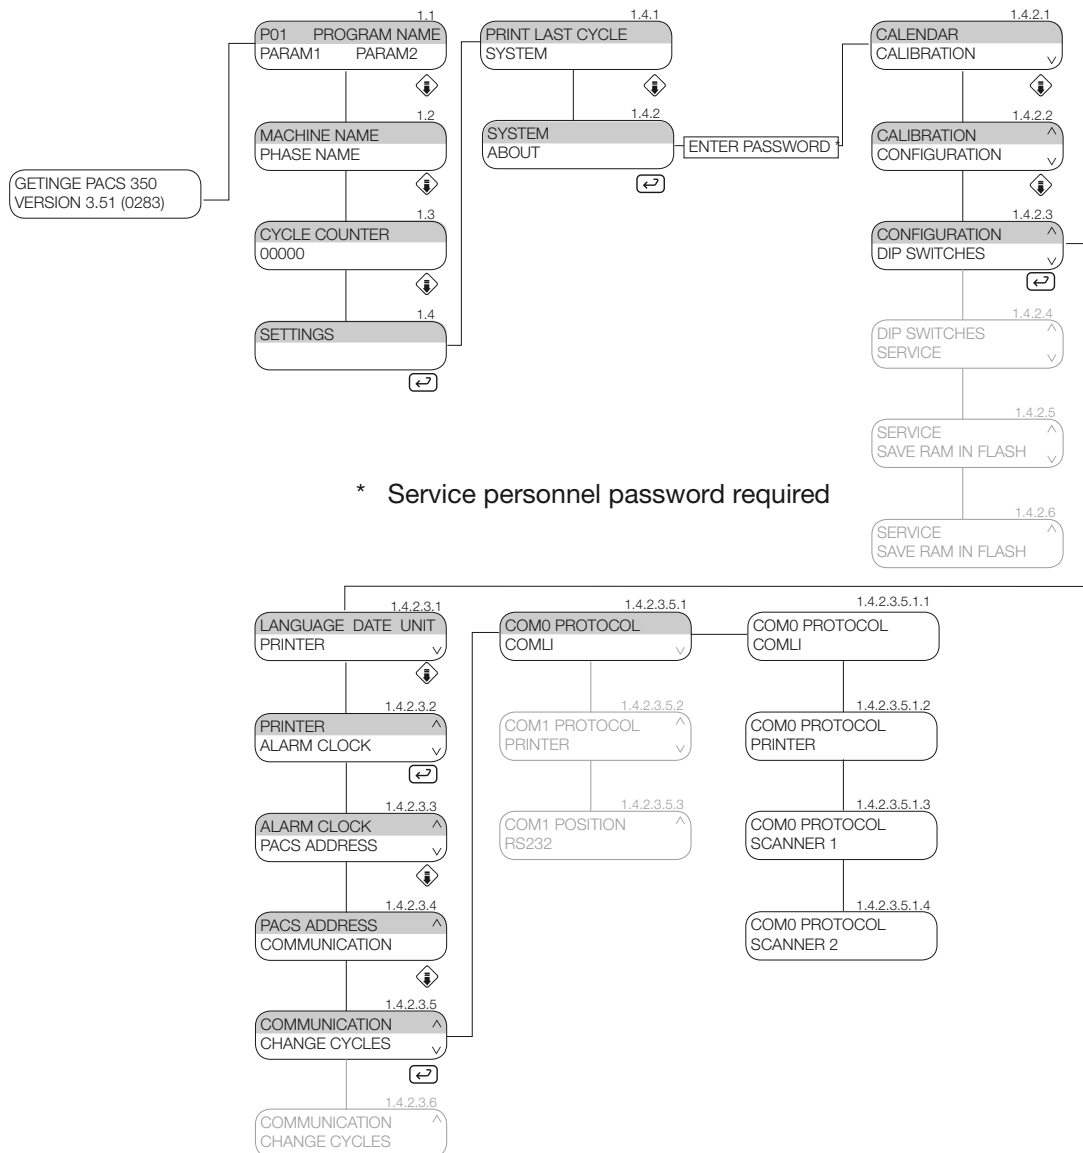 GETINGE PACS 350
VERSION 3.51 (0283)
1.1
P01 PROGRAM NAME
PARAM1 PARAM2
1.2
MACHINE NAME
PHASE NAME
1.3
CYCLE COUNTER
00000
1.4
SETTINGS
1.4.1
PRINT LAST CYCLE
SYSTEM
1.4.2
SYSTEM
ABOUT
ENTER PASSWORD *
1.4.2.1
CALENDAR
CALIBRATION
1.4.2.2
CALIBRATION
CONFIGURATION
1.4.2.3
CONFIGURATION
DIP SWITCHES
1.4.2.4
DIP SWITCHES
SERVICE
1.4.2.5
SERVICE
SAVE RAM IN FLASH
1.4.2.6
SERVICE
SAVE RAM IN FLASH
* Service personnel password required
1.4.2.3.1
LANGUAGE DATE UNIT
PRINTER
1.4.2.3.2
PRINTER
ALARM CLOCK
1.4.2.3.3
ALARM CLOCK
PACS ADDRESS
1.4.2.3.4
PACS ADDRESS
COMMUNICATION
1.4.2.3.5
COMMUNICATION
CHANGE CYCLES
1.4.2.3.6
COMMUNICATION
CHANGE CYCLES
1.4.2.3.5.1
COM0 PROTOCOL
COMLI
1.4.2.3.5.2
COM1 PROTOCOL
PRINTER
1.4.2.3.5.3
COM1 POSITION
RS232
1.4.2.3.5.1.1
COM0 PROTOCOL
COMLI
1.4.2.3.5.1.2
COM0 PROTOCOL
PRINTER
1.4.2.3.5.1.3
COM0 PROTOCOL
SCANNER 1
1.4.2.3.5.1.4
COM0 PROTOCOL
SCANNER 2